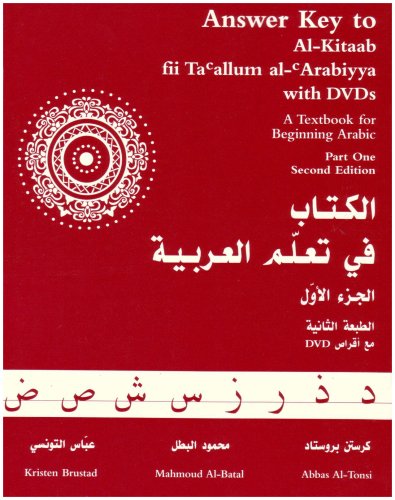 Answer Key to
Al-Kitaab
fii Taᶜallum al-ᶜArabiyya
with DVDs
A Textbook for
Beginning Arabic
Part One
Second Edition
الكتاب
في تعلّم العربية
الجزء الأوّل
الطبعة الثانية
مع أقراص DVD
د ذ ر ز س ش ص ض
كرستن بروستاد محمود البطل عبّاس التونسي
Kristen Brustad Mahmoud Al-Batal Abbas Al-Tonsi